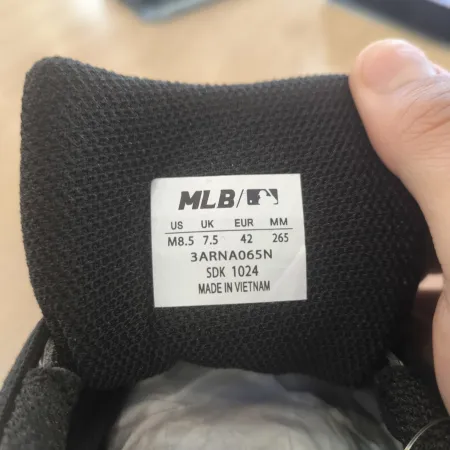 MLB/
US UK EUR MM
M8.5 7.5 42 265
3ARNA065N
SDK 1024
MADE IN VIETNAM